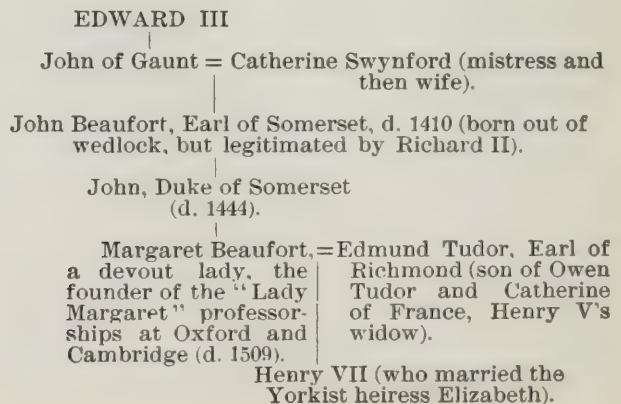 EDWARD III
John of Gaunt = Catherine Swynford (mistress and
then wife).
John Beaufort, Earl of Somerset, d. 1410 (born out of
wedlock, but legitimated by Richard II).
John, Duke of Somerset
(d. 1444).
Margaret Beaufort,
a devout lady, the
founder of the "Lady
Margaret" professor-
ships at Oxford and
Cambridge (d. 1509).
=Edmund Tudor, Earl of
Richmond (son of Owen
Tudor and Catherine
of France, Henry V's
widow).
Henry VII (who married the
Yorkist heiress Elizabeth).